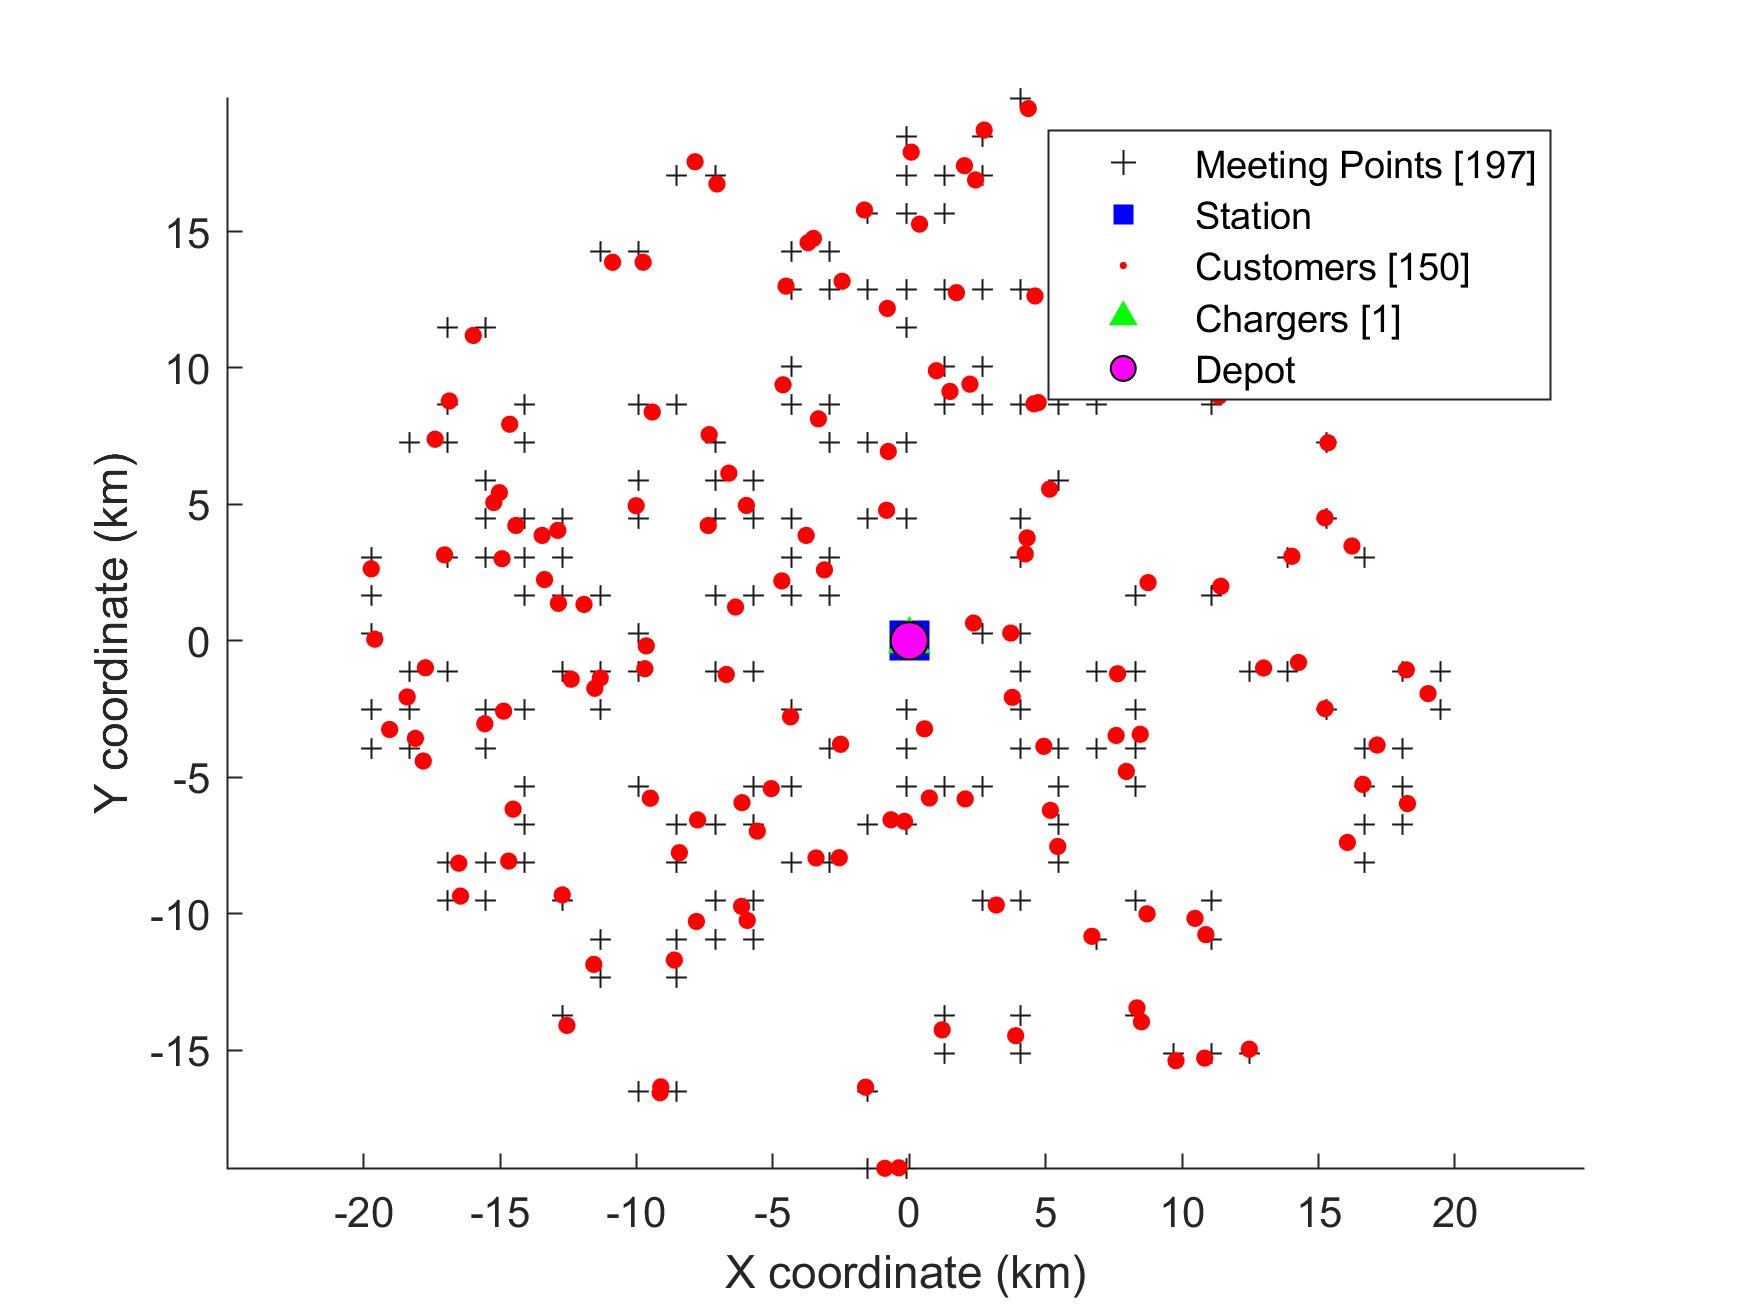 Meeting Points [197]
Station
Customers [150]
Chargers [1]
Depot
15
10
5
0
-5
-10
-15
Y coordinate (km)
-20 -15 -10 -5 0 5 10 15 20
X coordinate (km)